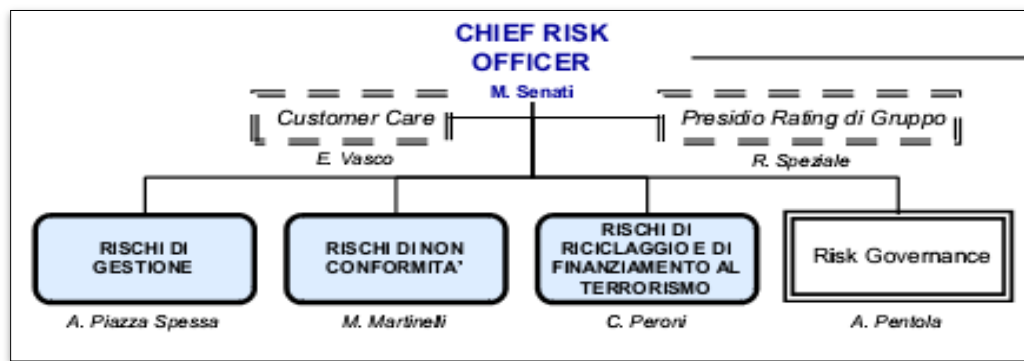 CHIEF RISK
OFFICER
M. Senati
Customer Care
Presidio Rating di Gruppo
E. Vasco
R. Speziale
RISCHI DI
GESTIONE
RISCHI DI NON
CONFORMITA'
RISCHI DI
RICICLAGGIO E DI
FINANZIAMENTO AL
TERRORISMO
Risk Governance
A. Piazza Spessa
M. Martinelli
C. Peroni
A. Pentola